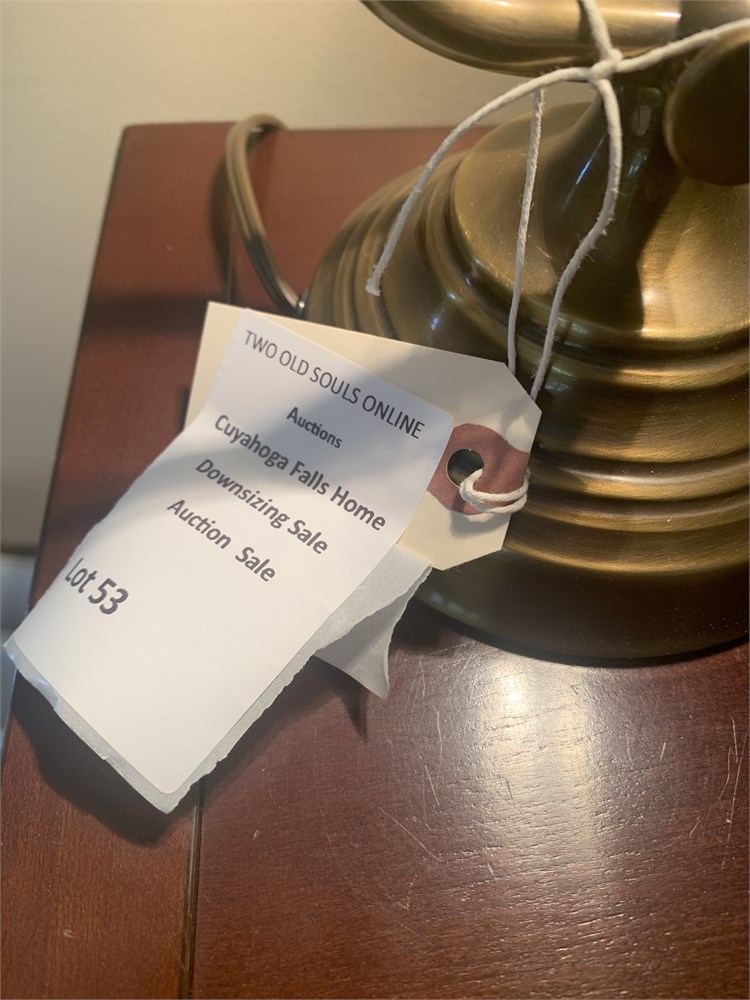 TWO OLD SOULS ONLINE
Auctions
Cuyahoga Falls Home
Downsizing Sale
Auction Sale
Lot 53